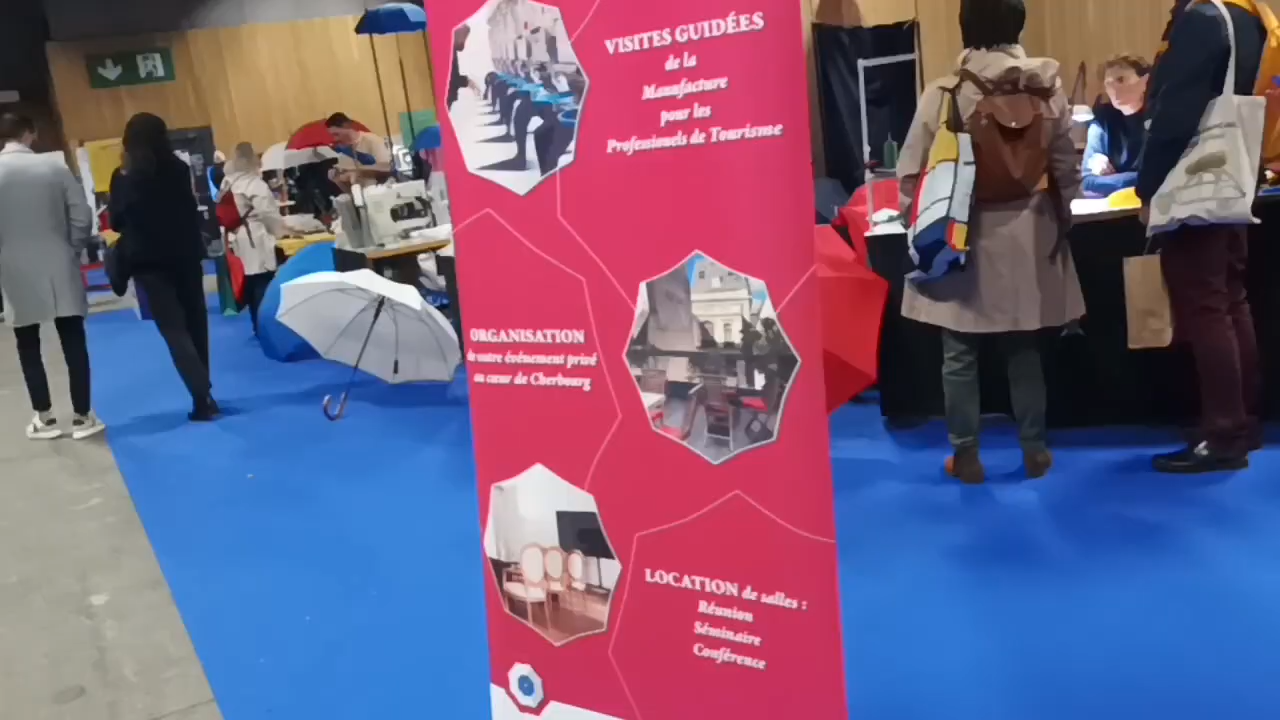 VISITES GUIDÉES
de la
Manufacture
pour les
Professionels de Tourisme
ORGANISATION
de votre événement privé
au cœur de Cherbourg
LOCATION de salles :
Réunion
Séminaire
Conférence